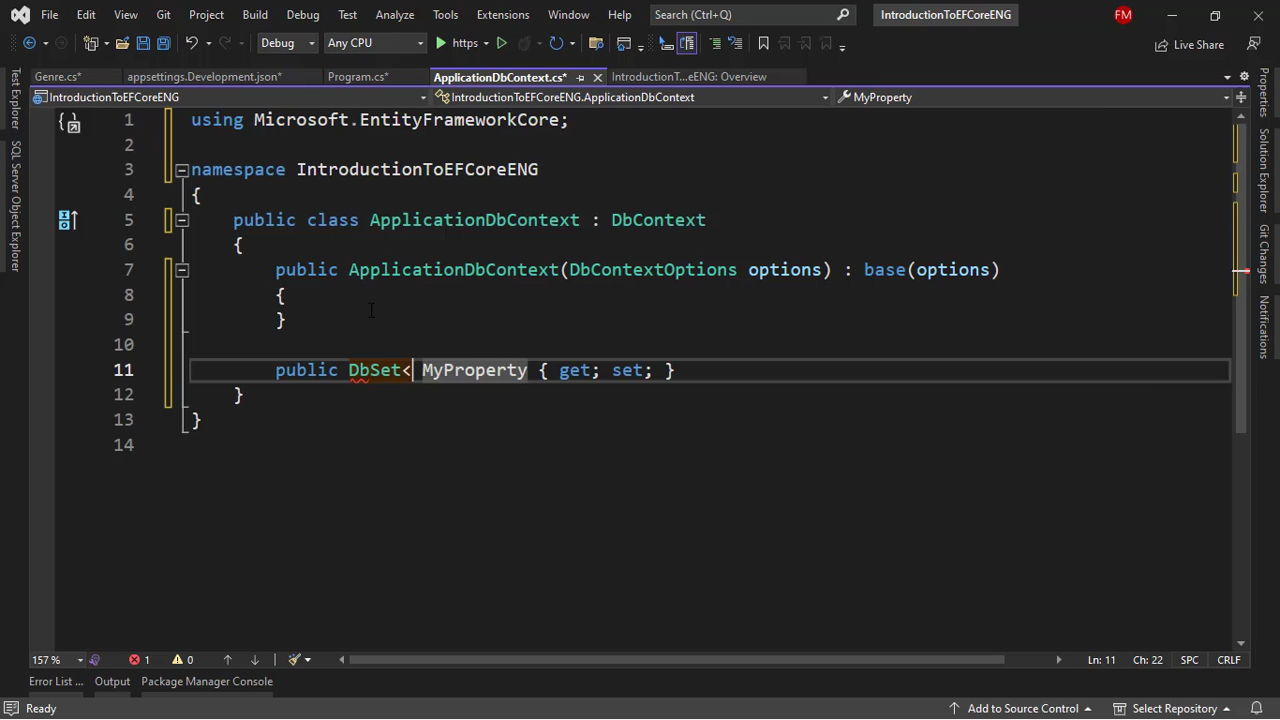 File Edit View Git Project Build Debug Test Analyze Tools Extensions Window Help Search (Ctrl+Q) IntroductionToEFCoreENG FM
Debug Any CPU https Live Share
Genre.cs* appsettings.Development.json* Program.cs* ApplicationDbContext.cs* IntroductionT...eENG: Overview
IntroductionToEFCoreENG IntroductionToEFCoreENG.ApplicationDbContext MyProperty
Test Explorer
SQL Server Object Explorer
1 using Microsoft.EntityFrameworkCore;
2
3 namespace IntroductionToEFCoreENG
4 {
5 public class ApplicationDbContext : DbContext
6 {
7 public ApplicationDbContext(DbContextOptions options) : base(options)
8 {
9 }
10
11 public DbSet< MyProperty { get; set; }
12 }
13 }
14
Properties
Solution Explorer
Git Changes
Notifications
157 % 1 0 Ln: 11 Ch: 22 SPC CRLF
Error List ... Output Package Manager Console
Ready Add to Source Control Select Repository